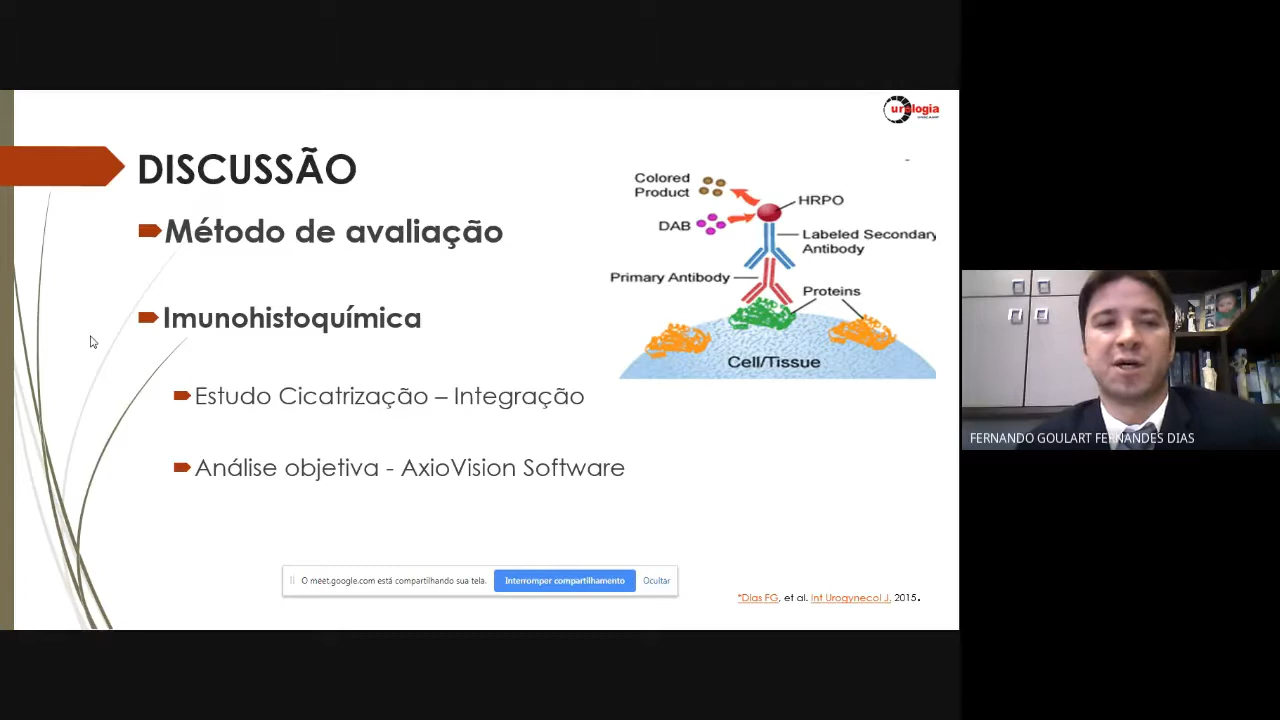 urologia
DISCUSSÃO
Método de avaliação
Imunohistoquímica
Estudo Cicatrização – Integração
Análise objetiva - AxioVision Software
Colored
Product
HRPO
DAB
Labeled Secondary
Antibody
Primary Antibody
Proteins
Cell/Tissue
O meet.google.com está compartilhando sua tela.
Interromper compartilhamento
Ocultar
*Dias FG, et al. Int Urogynecol J, 2015.
FERNANDO GOULART FERNANDES DIAS